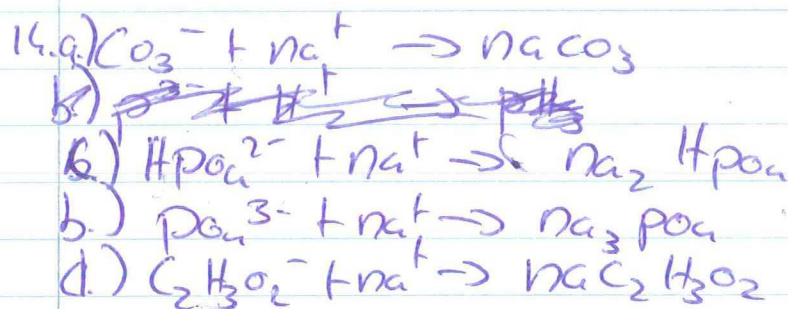 14.a.) CO₃⁻ + na⁺ → naco₃
b.)
c.) Hpo₄²⁻ + na⁺ → na₂ Hpo₄
b.) po₄³⁻ + na⁺ → na₃ po₄
d.) C₂H₃O₂⁻ + na⁺ → naC₂H₃O₂